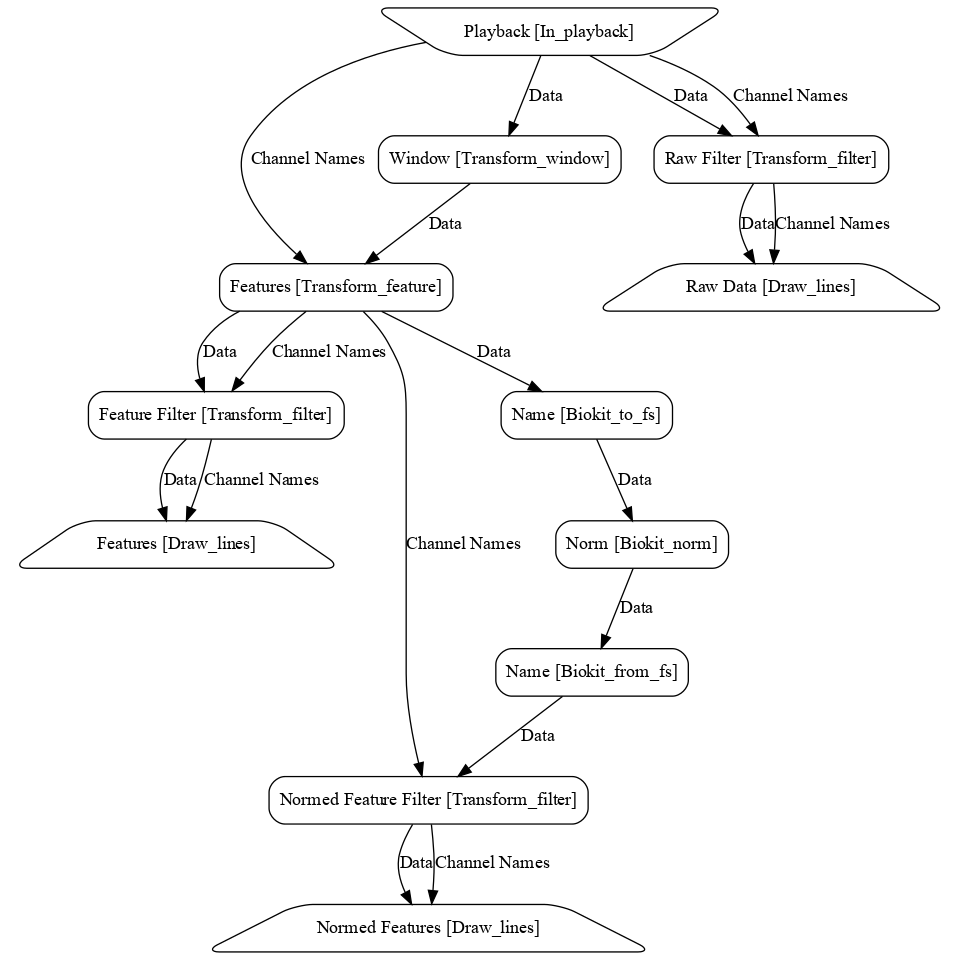 Playback [In_playback]
Data
Data
Channel Names
Channel Names
Window [Transform_window]
Raw Filter [Transform_filter]
Data
Data
Channel Names
Features [Transform_feature]
Raw Data [Draw_lines]
Data
Channel Names
Data
Feature Filter [Transform_filter]
Name [Biokit_to_fs]
Data
Channel Names
Data
Features [Draw_lines]
Channel Names
Norm [Biokit_norm]
Data
Name [Biokit_from_fs]
Data
Normed Feature Filter [Transform_filter]
Data
Channel Names
Normed Features [Draw_lines]